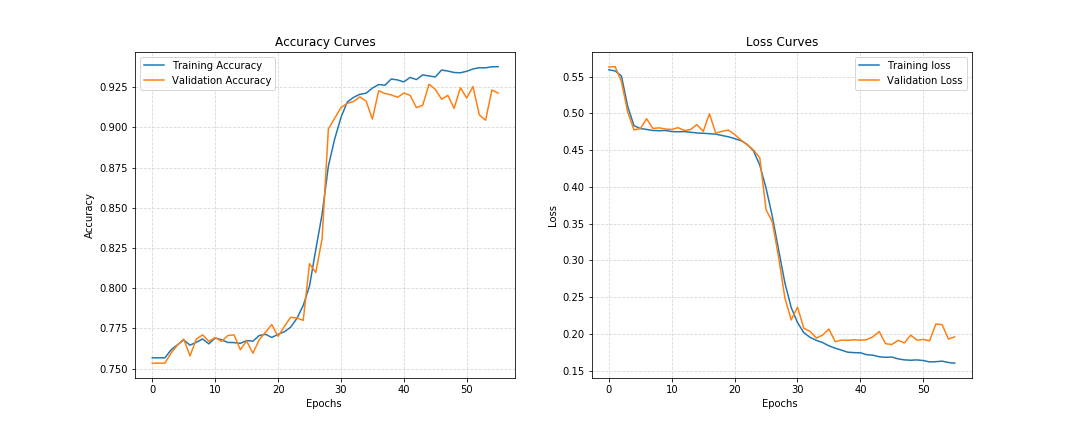 Accuracy Curves
Training Accuracy
Validation Accuracy
0.925
0.900
0.875
0.850
0.825
0.800
0.775
0.750
Accuracy
0 10 20 30 40 50
Epochs
Loss Curves
Training loss
Validation Loss
0.55
0.50
0.45
0.40
0.35
0.30
0.25
0.20
0.15
Loss
0 10 20 30 40 50
Epochs